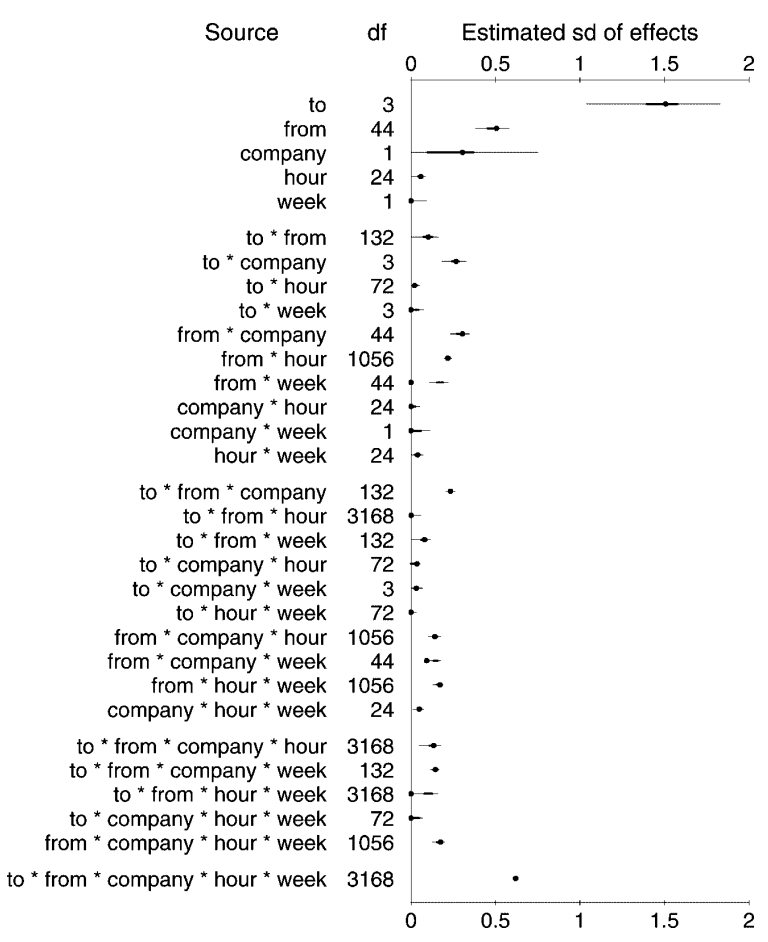 Source df Estimated sd of effects
0 0.5 1 1.5 2
to 3
from 44
company 1
hour 24
week 1
to * from 132
to * company 3
to * hour 72
to * week 3
from * company 44
from * hour 1056
from * week 44
company * hour 24
company * week 1
hour * week 24
to * from * company 132
to * from * hour 3168
to * from * week 132
to * company * hour 72
to * company * week 3
to * hour * week 72
from * company * hour 1056
from * company * week 44
from * hour * week 1056
company * hour * week 24
to * from * company * hour 3168
to * from * company * week 132
to * from * hour * week 3168
to * company * hour * week 72
from * company * hour * week 1056
to * from * company * hour * week 3168
0 0.5 1 1.5 2